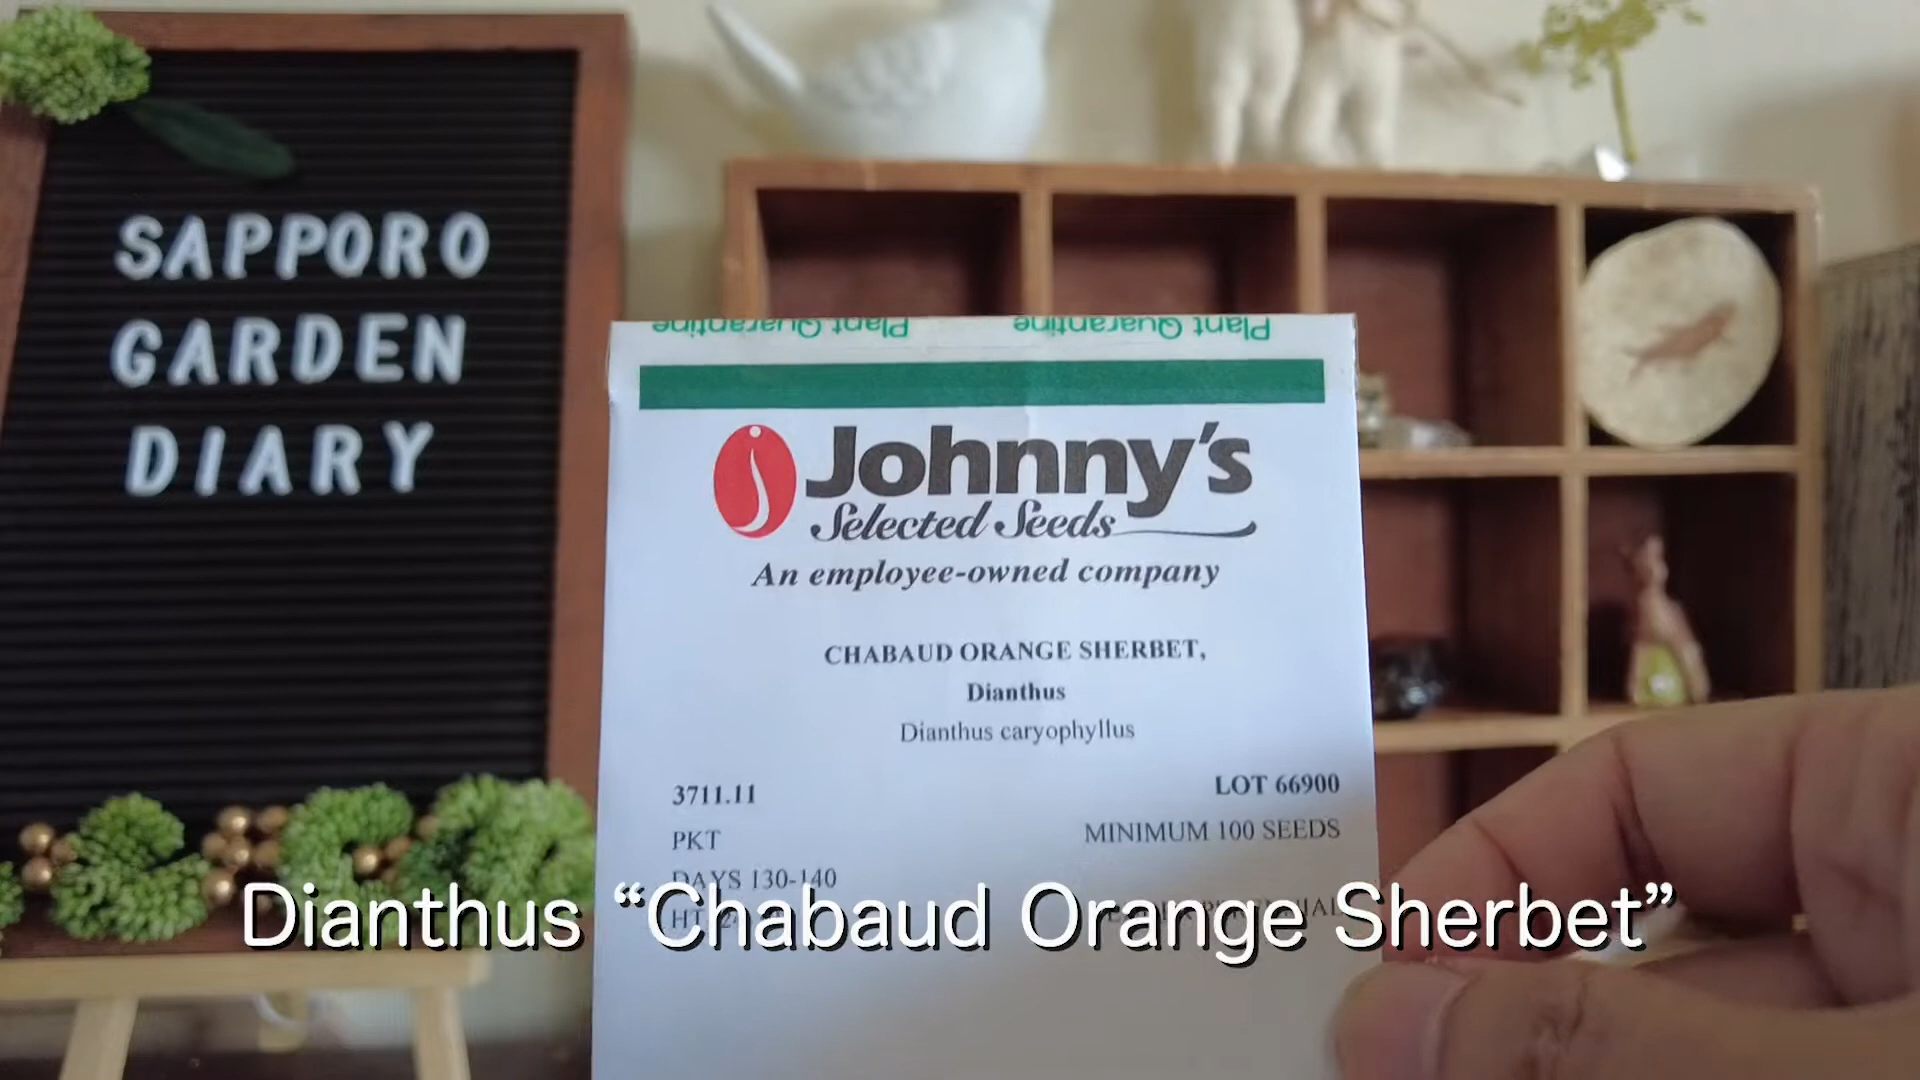 SAPPORO
GARDEN
DIARY
Plant Quarantine Plant Quarantine
Johnny's
Selected Seeds
An employee-owned company
CHABAUD ORANGE SHERBET,
Dianthus
Dianthus caryophyllus
3711.11
LOT 66900
PKT
MINIMUM 100 SEEDS
DAYS 130-140
Dianthus “Chabaud Orange Sherbet”